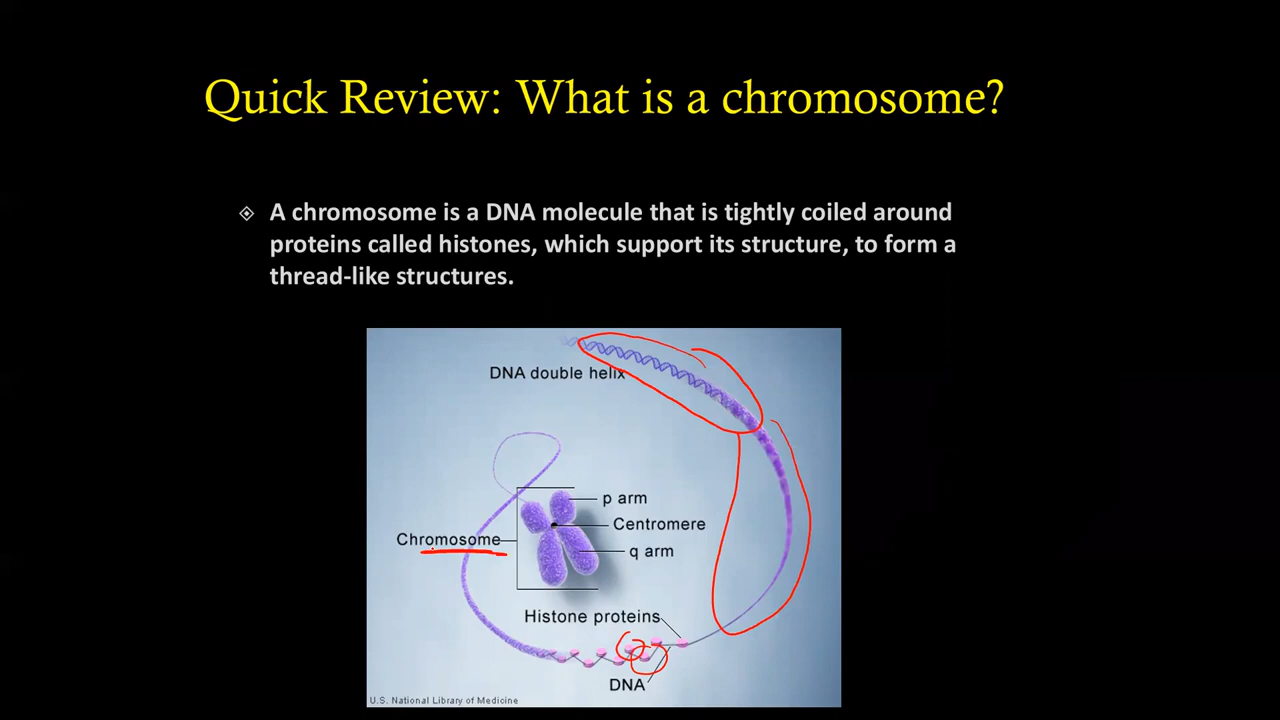 Quick Review: What is a chromosome?
A chromosome is a DNA molecule that is tightly coiled around
proteins called histones, which support its structure, to form a
thread-like structures.
DNA double helix
p arm
Centromere
Chromosome
q arm
Histone proteins
DNA
U.S. National Library of Medicine